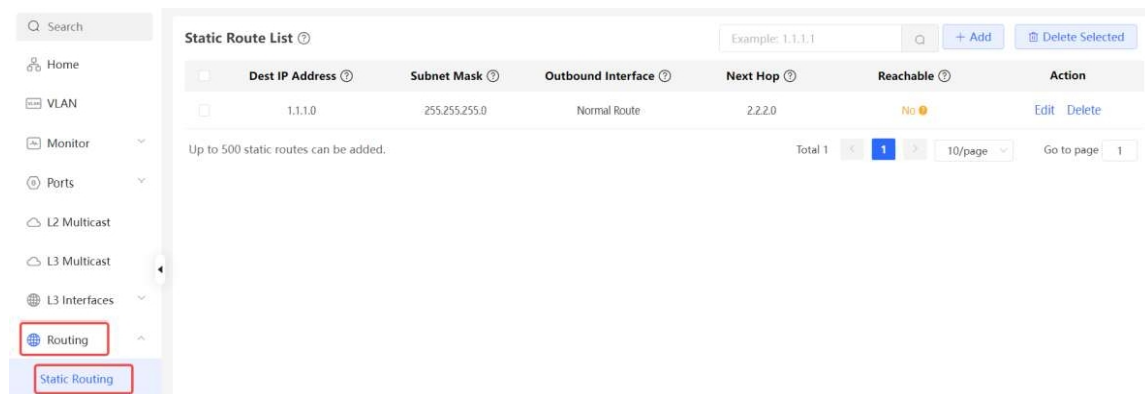 Search
Home
VLAN
Monitor
Ports
L2 Multicast
L3 Multicast
L3 Interfaces
Routing
Static Routing
Static Route List
Example: 1.1.1.1
+ Add
Delete Selected
Dest IP Address Subnet Mask Outbound Interface Next Hop Reachable Action
1.1.1.0 255.255.255.0 Normal Route 2.2.2.0 No Edit Delete
Up to 500 static routes can be added.
Total 1 < 1 > 10/page Go to page 1